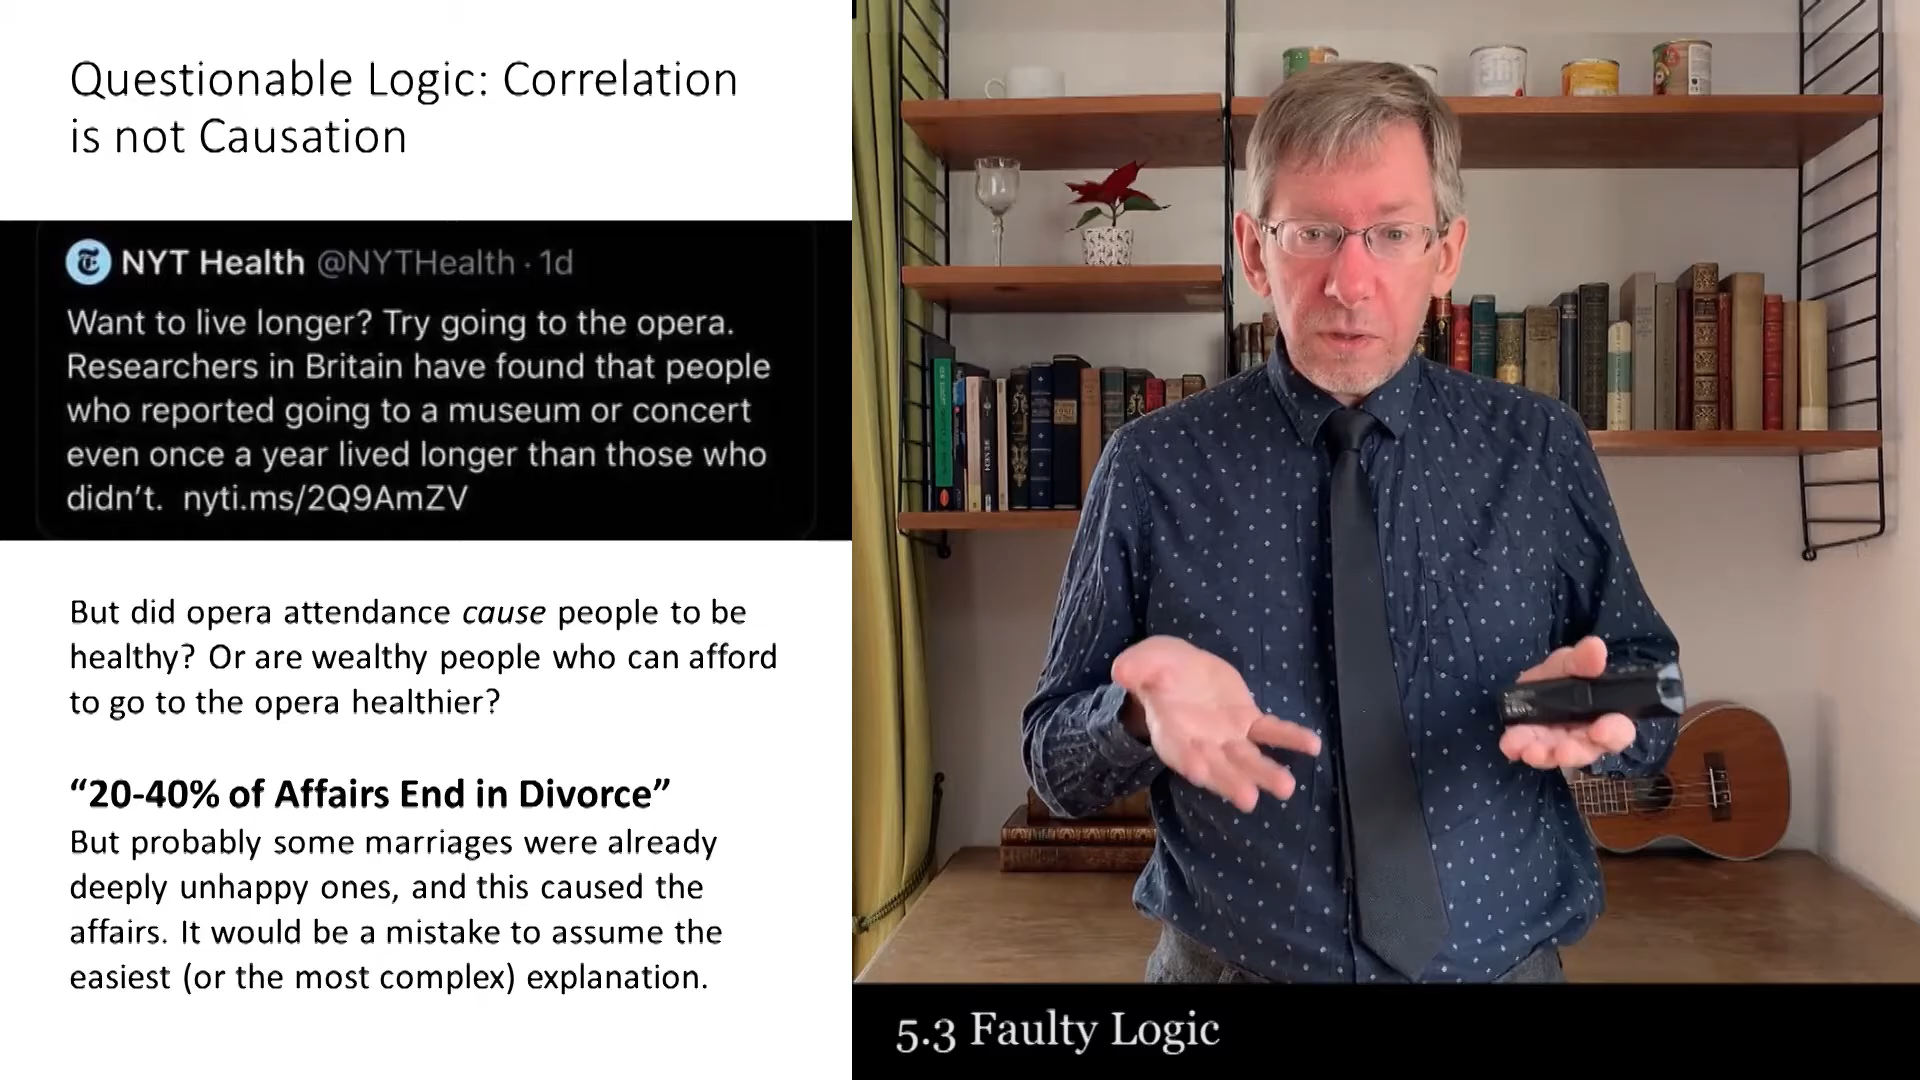 Questionable Logic: Correlation
is not Causation
NYT Health @NYTHealth · 1d
Want to live longer? Try going to the opera.
Researchers in Britain have found that people
who reported going to a museum or concert
even once a year lived longer than those who
didn’t. nyti.ms/2Q9AmZV
But did opera attendance cause people to be
healthy? Or are wealthy people who can afford
to go to the opera healthier?
“20-40% of Affairs End in Divorce”
But probably some marriages were already
deeply unhappy ones, and this caused the
affairs. It would be a mistake to assume the
easiest (or the most complex) explanation.
5.3 Faulty Logic